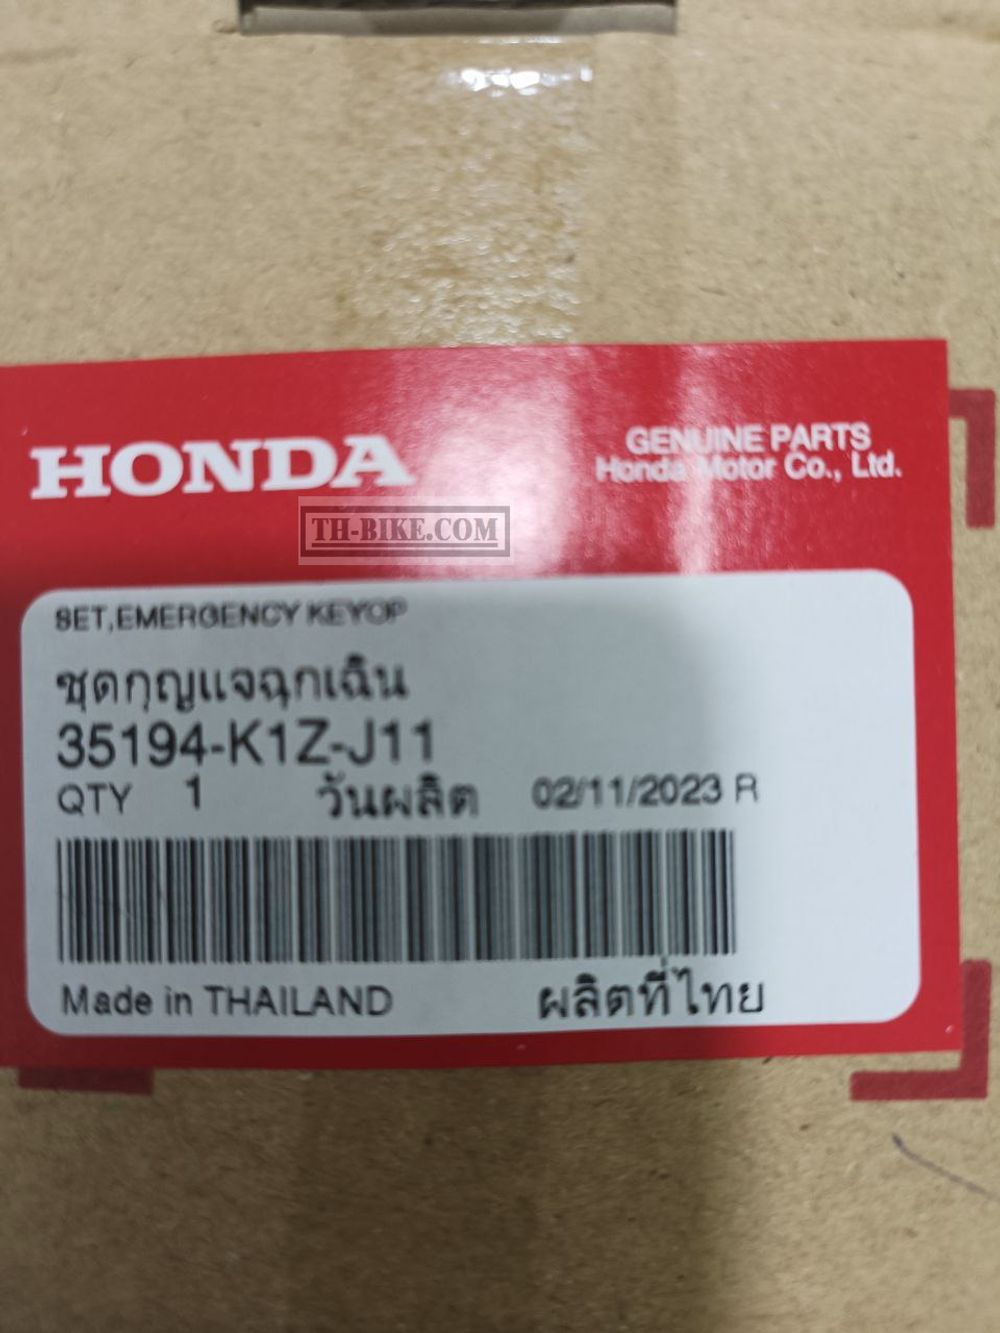 HONDA
GENUINE PARTS
Honda Motor Co., Ltd.
TH-BIKE.COM
SET,EMERGENCY KEYOP
ชุดกุญแจฉุกเฉิน
35194-K1Z-J11
QTY 1 วันผลิต 02/11/2023 R
Made in THAILAND ผลิตที่ไทย